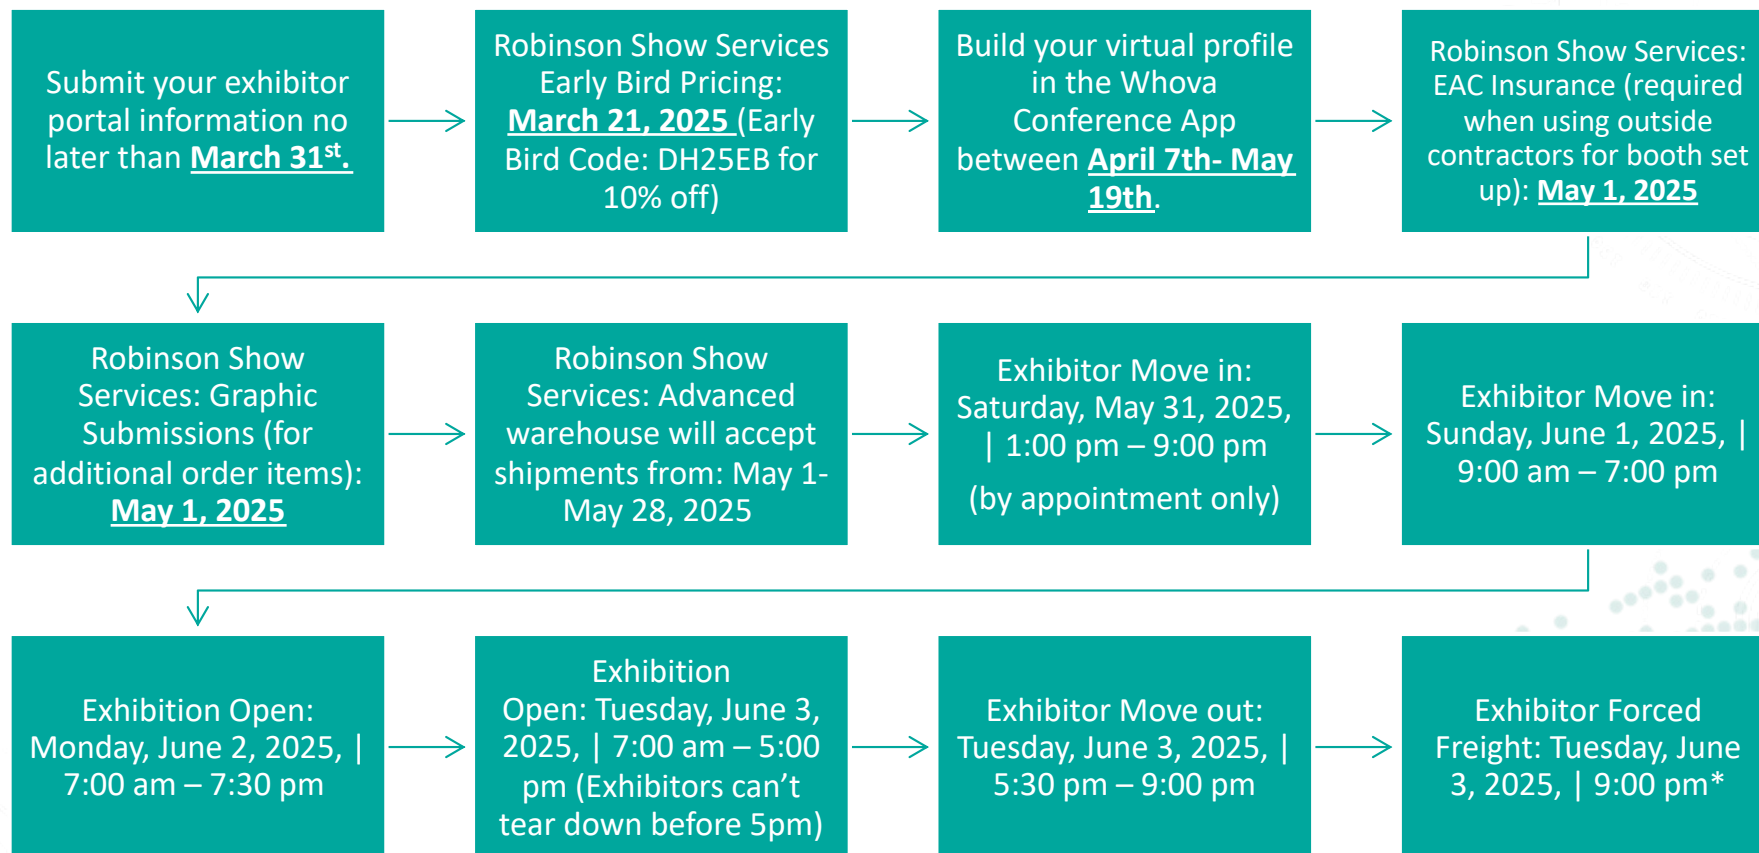 Submit your exhibitor
portal information no
later than March 31st.
Robinson Show Services
Early Bird Pricing:
March 21, 2025 (Early
Bird Code: DH25EB for
10% off)
Build your virtual profile
in the Whova
Conference App
between April 7th- May
19th.
Robinson Show Services:
EAC Insurance (required
when using outside
contractors for booth set
up): May 1, 2025
Robinson Show
Services: Graphic
Submissions (for
additional order items):
May 1, 2025
Robinson Show
Services: Advanced
warehouse will accept
shipments from: May 1-
May 28, 2025
Exhibitor Move in:
Saturday, May 31, 2025,
| 1:00 pm – 9:00 pm
(by appointment only)
Exhibitor Move in:
Sunday, June 1, 2025, |
9:00 am – 7:00 pm
Exhibition Open:
Monday, June 2, 2025, |
7:00 am – 7:30 pm
Exhibition
Open: Tuesday, June 3,
2025, | 7:00 am – 5:00
pm (Exhibitors can’t
tear down before 5pm)
Exhibitor Move out:
Tuesday, June 3, 2025, |
5:30 pm – 9:00 pm
Exhibitor Forced
Freight: Tuesday, June
3, 2025, | 9:00 pm*